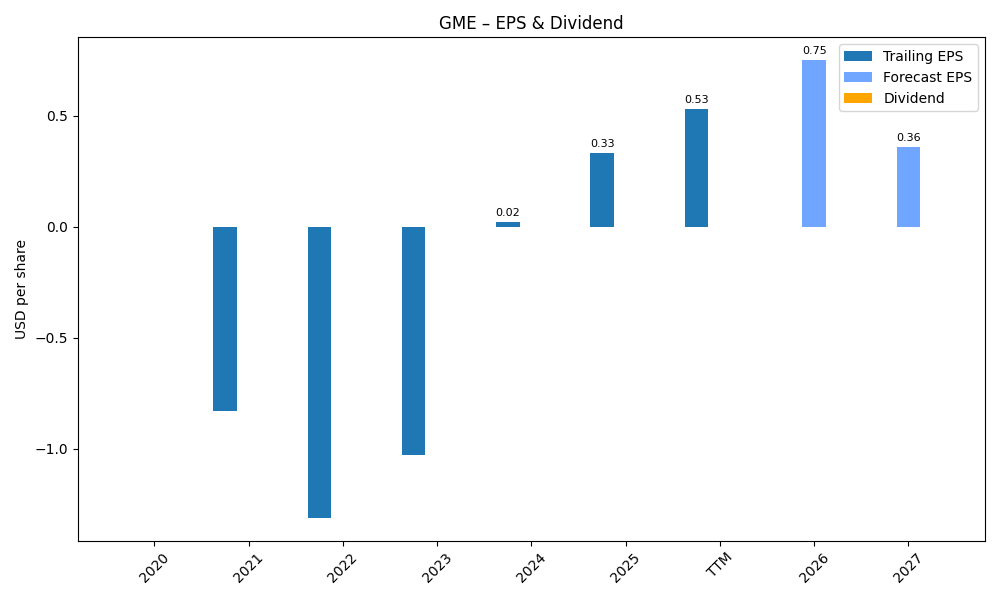 GME – EPS & Dividend
Trailing EPS
Forecast EPS
Dividend
0.75
0.53
0.36
0.33
0.02
0.5
0.0
−0.5
−1.0
USD per share
2020
2021
2022
2023
2024
2025
TTM
2026
2027